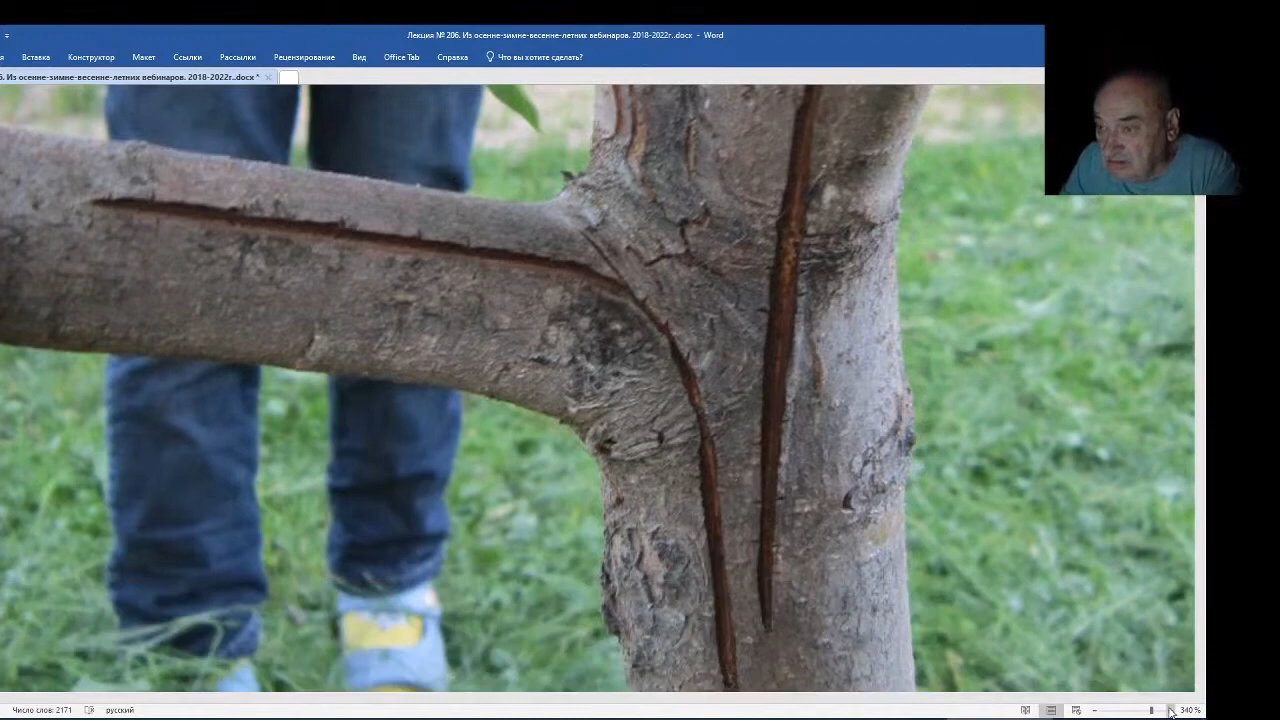 Лекция № 206. Из осенне-зимне-весенне-летних вебинаров. 2018-2022г..docx - Word
я Вставка Конструктор Макет Ссылки Рассылки Рецензирование Вид Office Tab Справка Что вы хотите сделать?
6. Из осенне-зимне-весенне-летних вебинаров. 2018-2022г..docx *
Число слов: 2171 русский 340 %